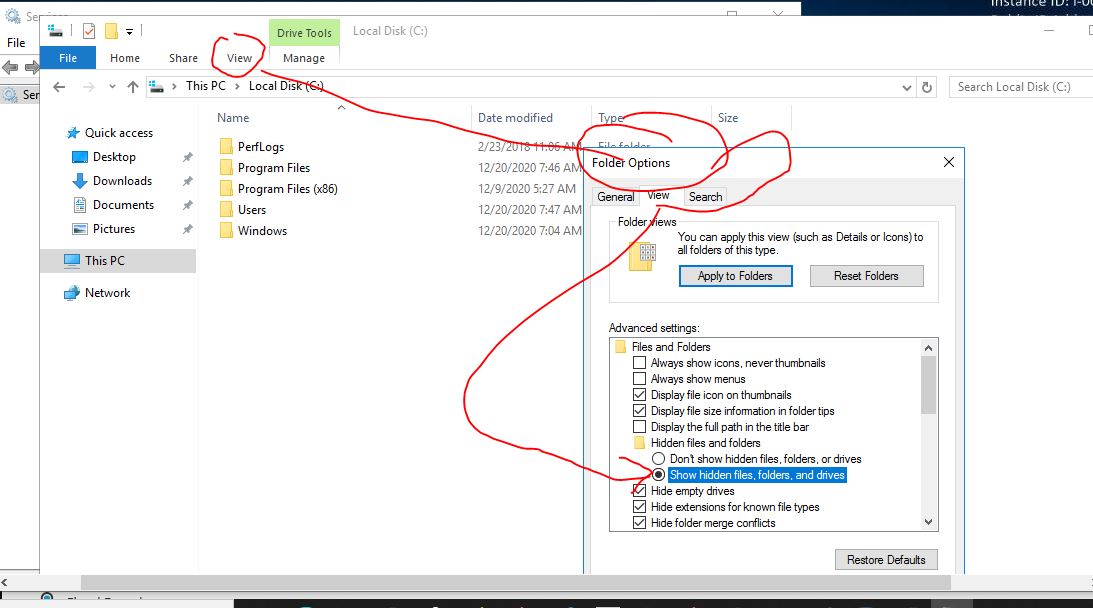 Instance ID: i-0
File
Drive Tools
Local Disk (C:)
File
Home
Share
View
Manage
This PC > Local Disk (C:)
Search Local Disk (C:)
Ser
Name
Date modified
Type
Size
Quick access
Desktop
Downloads
Documents
Pictures
This PC
Network
PerfLogs
2/23/2018 11:06 AM
File folder
Program Files
12/20/2020 7:46 AM
Program Files (x86)
12/9/2020 5:27 AM
Users
12/20/2020 7:47 AM
Windows
12/20/2020 7:04 AM
Folder Options
General
View
Search
Folder views
You can apply this view (such as Details or Icons) to
all folders of this type.
Apply to Folders
Reset Folders
Advanced settings:
Files and Folders
Always show icons, never thumbnails
Always show menus
Display file icon on thumbnails
Display file size information in folder tips
Display the full path in the title bar
Hidden files and folders
Don't show hidden files, folders, or drives
Show hidden files, folders, and drives
Hide empty drives
Hide extensions for known file types
Hide folder merge conflicts
Restore Defaults